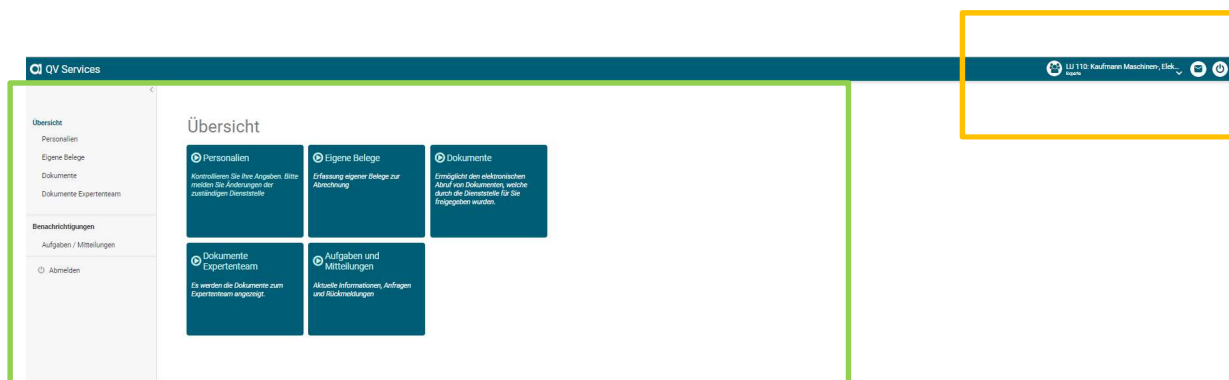 QV Services
LU 110: Kaufmann Maschinen-, Elek...
Experte
Übersicht
Personalien
Eigene Belege
Dokumente
Dokumente Expertenteam
Benachrichtigungen
Aufgaben / Mitteilungen
Abmelden
Übersicht
Personalien
Kontrollieren Sie Ihre Angaben. Bitte
melden Sie Änderungen der
zuständigen Dienststelle
Eigene Belege
Erfassung eigener Belege zur
Abrechnung
Dokumente
Ermöglicht den elektronischen
Abruf von Dokumenten, welche
durch die Dienststelle für Sie
freigegeben wurden.
Dokumente
Expertenteam
Es werden die Dokumente zum
Expertenteam angezeigt.
Aufgaben und
Mitteilungen
Aktuelle Informationen, Anfragen
und Rückmeldungen